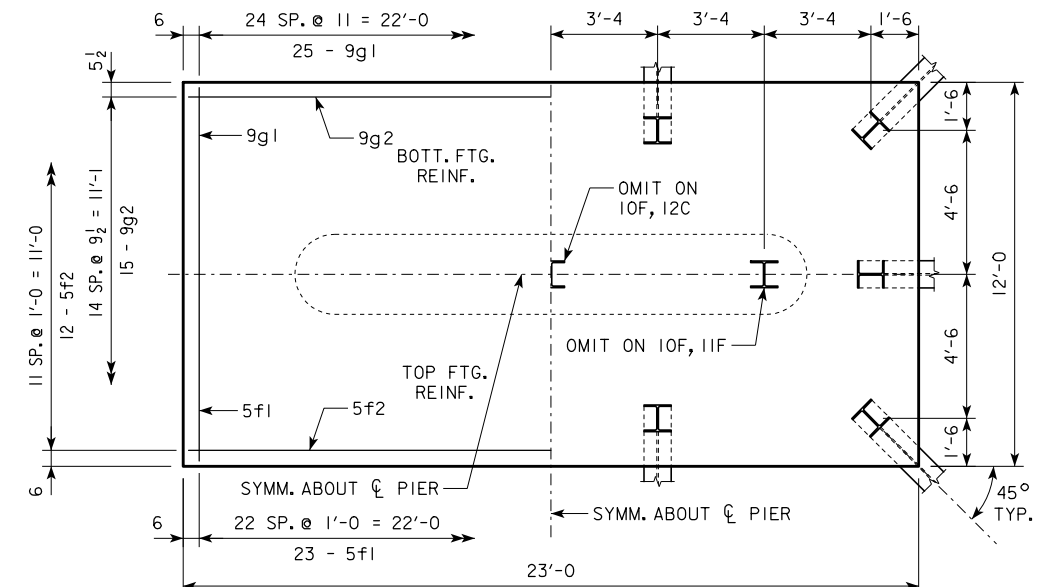 6
24 SP.@ 11 = 22'-0
25 - 9g1
3'-4
3'-4
3'-4
1'-6
5 1/2
9g1
9g2
BOTT. FTG.
REINF.
1'-6
OMIT ON
10F, 12C
4'-6
11 SP.@ 1'-0 = 11'-0
12 - 5f2
14 SP.@ 9 1/2 = 11'-1
15 - 9g2
12'-0
OMIT ON 10F, 11F
4'-6
TOP FTG.
REINF.
5f1
5f2
1'-6
6
SYMM. ABOUT ℄ PIER
SYMM. ABOUT ℄ PIER
45°
TYP.
6
22 SP.@ 1'-0 = 22'-0
23 - 5f1
23'-0